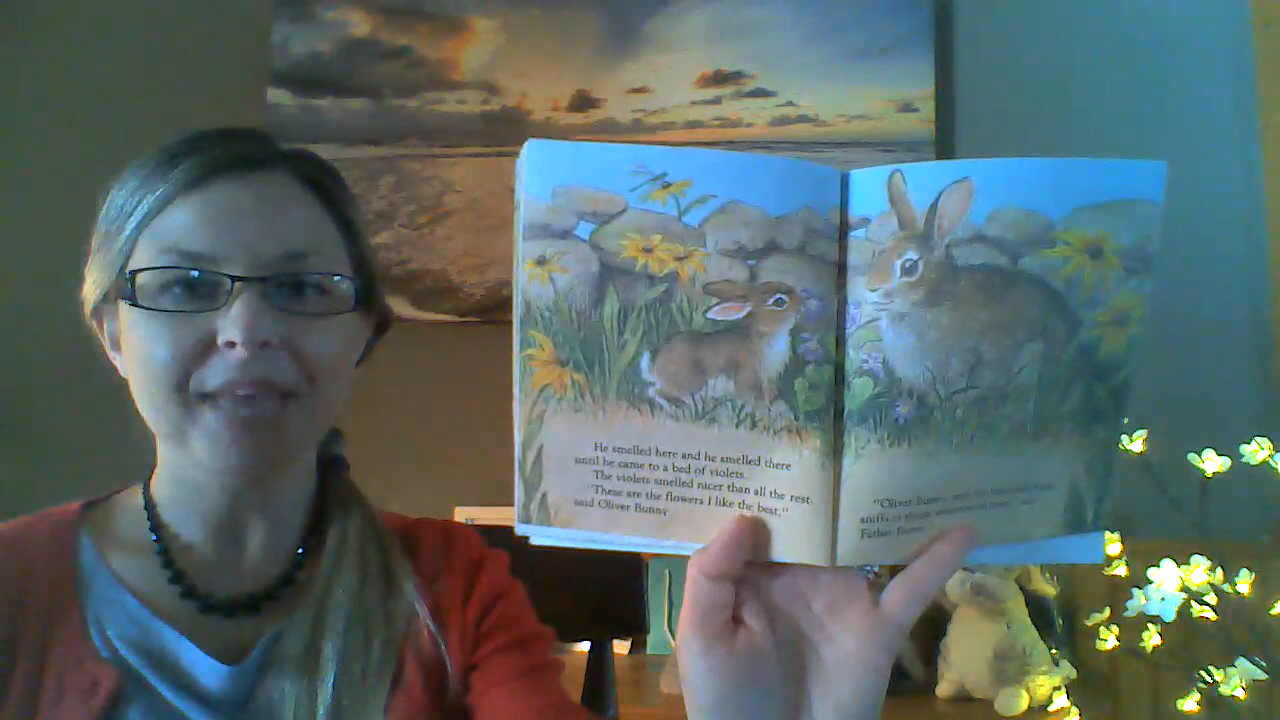 He smelled here and he smelled there
until he came to a bed of violets.
The violets smelled nicer than all the rest.
"These are the flowers I like the best,"
said Oliver Bunny.
"Oliver Bunny
Father Bunny